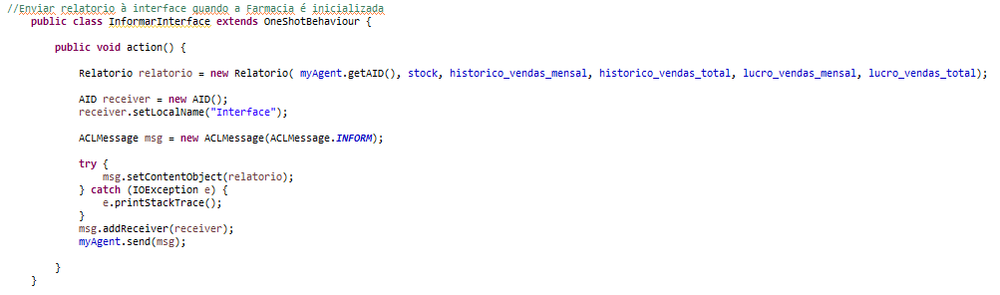 //Enviar relatorio à interface quando a Farmacia é inicializada
public class InformarInterface extends OneShotBehaviour {
public void action() {
Relatorio relatorio = new Relatorio( myAgent.getAID(), stock, historico_vendas_mensal, historico_vendas_total, lucro_vendas_mensal, lucro_vendas_total);
AID receiver = new AID();
receiver.setLocalName("Interface");
ACLMessage msg = new ACLMessage(ACLMessage.INFORM);
try {
msg.setContentObject(relatorio);
} catch (IOException e) {
e.printStackTrace();
}
msg.addReceiver(receiver);
myAgent.send(msg);
}
}